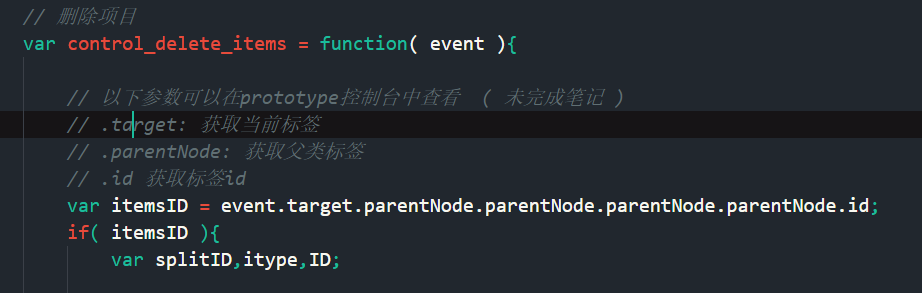 // 删除项目
var control_delete_items = function( event ){
// 以下参数可以在prototype控制台中查看 ( 未完成笔记 )
// .target: 获取当前标签
// .parentNode: 获取父类标签
// .id 获取标签id
var itemsID = event.target.parentNode.parentNode.parentNode.parentNode.id;
if( itemsID ){
var splitID,itype,ID;